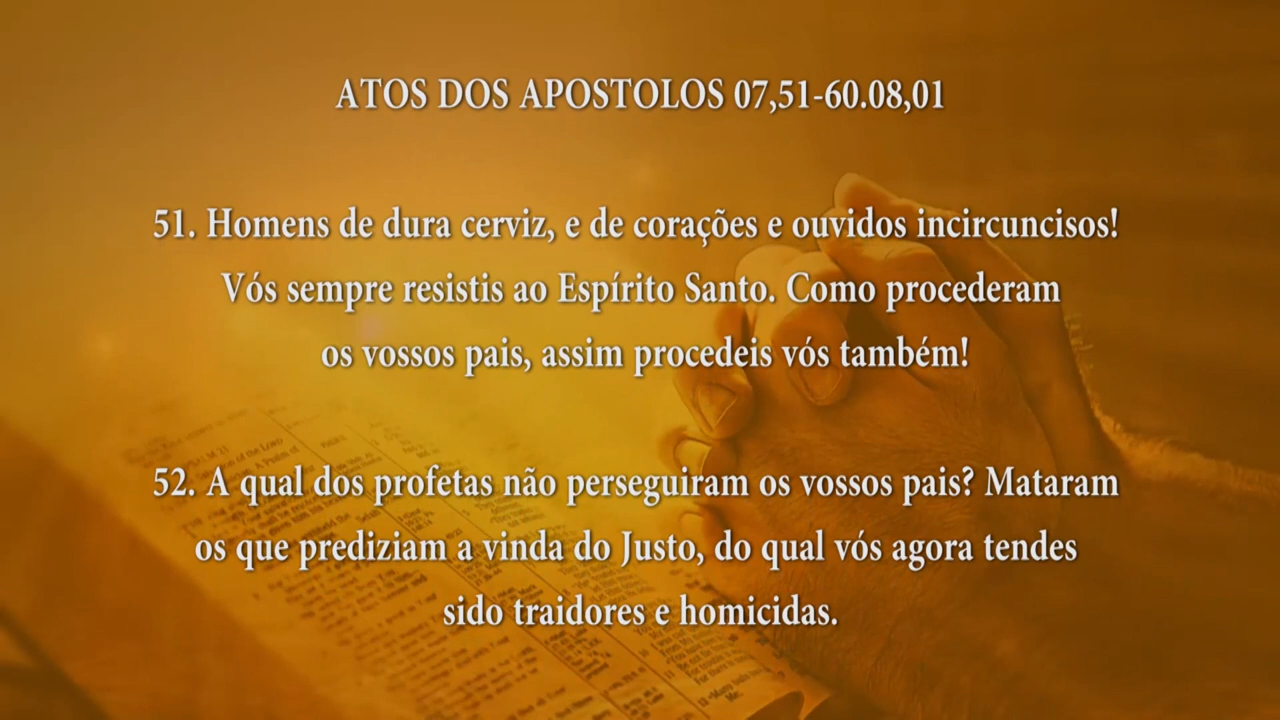 ATOS DOS APOSTOLOS 07,51-60.08,01
51. Homens de dura cerviz, e de corações e ouvidos incircuncisos!
Vós sempre resistis ao Espírito Santo. Como procederam
os vossos pais, assim procedeis vós também!
52. A qual dos profetas não perseguiram os vossos pais? Mataram
os que prediziam a vinda do Justo, do qual vós agora tendes
sido traidores e homicidas.